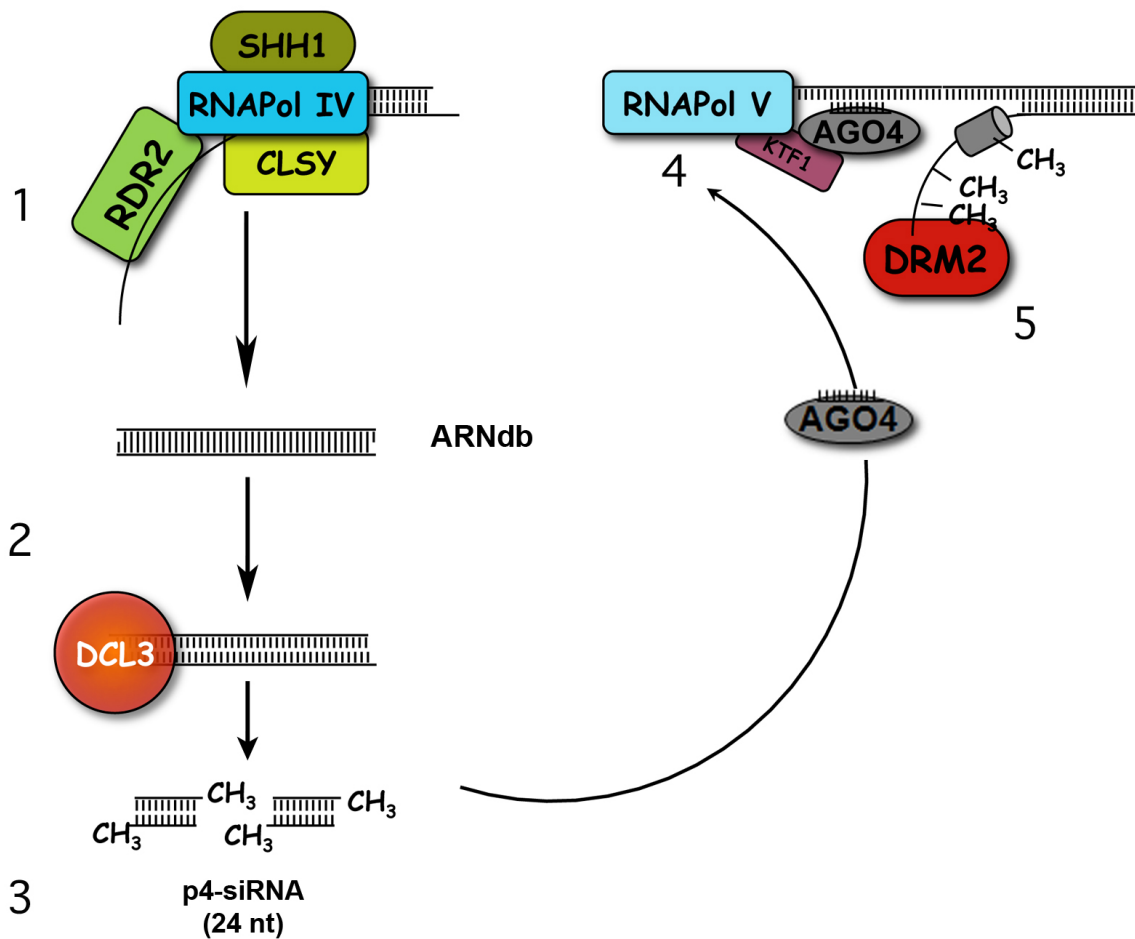 SHH1
RNAPol IV
CLSY
RDR2
1
ARNdb
2
DCL3
CH3
CH3
CH3
CH3
p4-siRNA
(24 nt)
3
RNAPol V
AGO4
KTF1
4
CH3
CH3
CH3
DRM2
5
AGO4